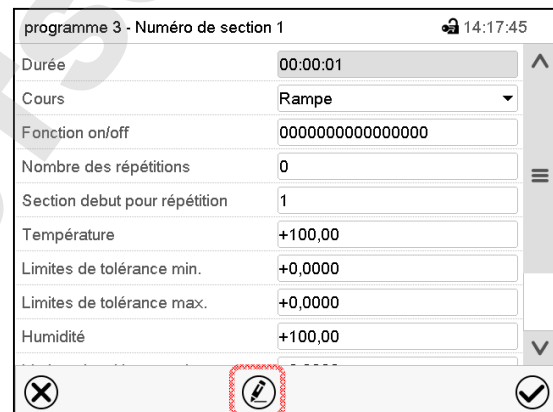 programme 3 - Numéro de section 1 14:17:45
Durée 00:00:01
Cours Rampe
Fonction on/off 0000000000000000
Nombre des répétitions 0
Section debut pour répétition 1
Température +100,00
Limites de tolérance min. +0,0000
Limites de tolérance max. +0,0000
Humidité +100,00